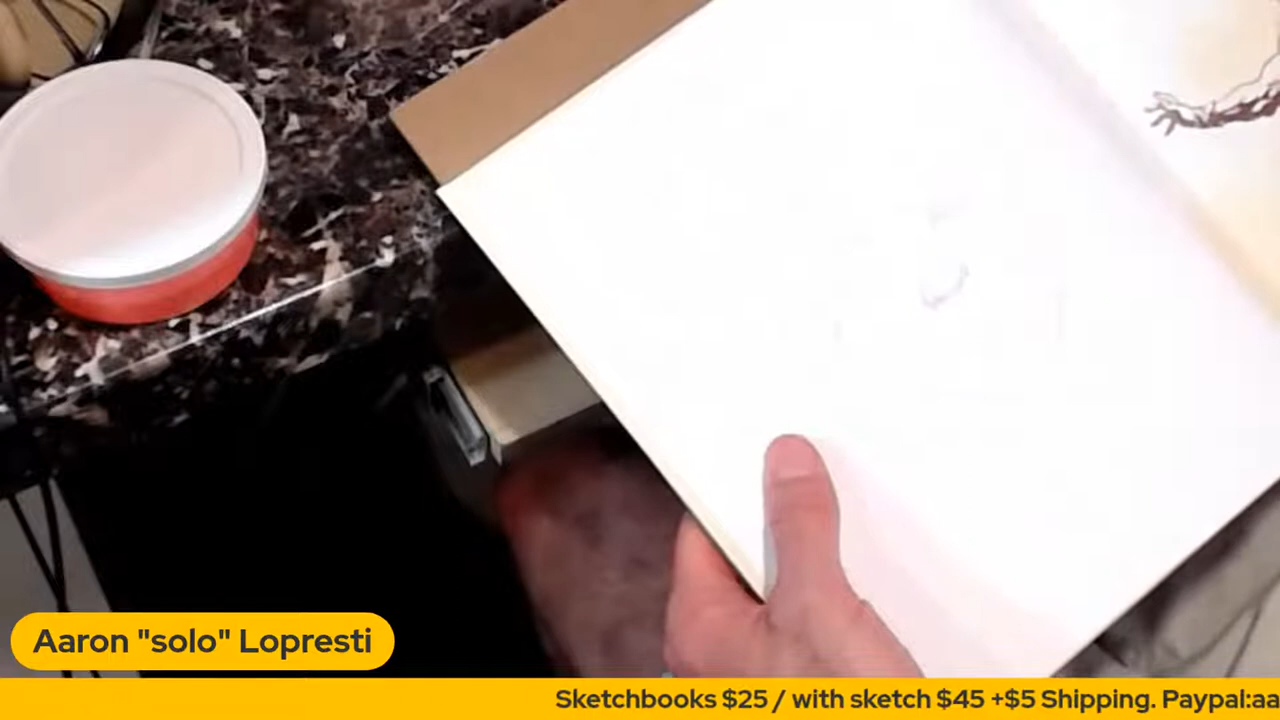 Aaron "solo" Lopresti
Sketchbooks $25 / with sketch $45 +$5 Shipping. Paypal:aa